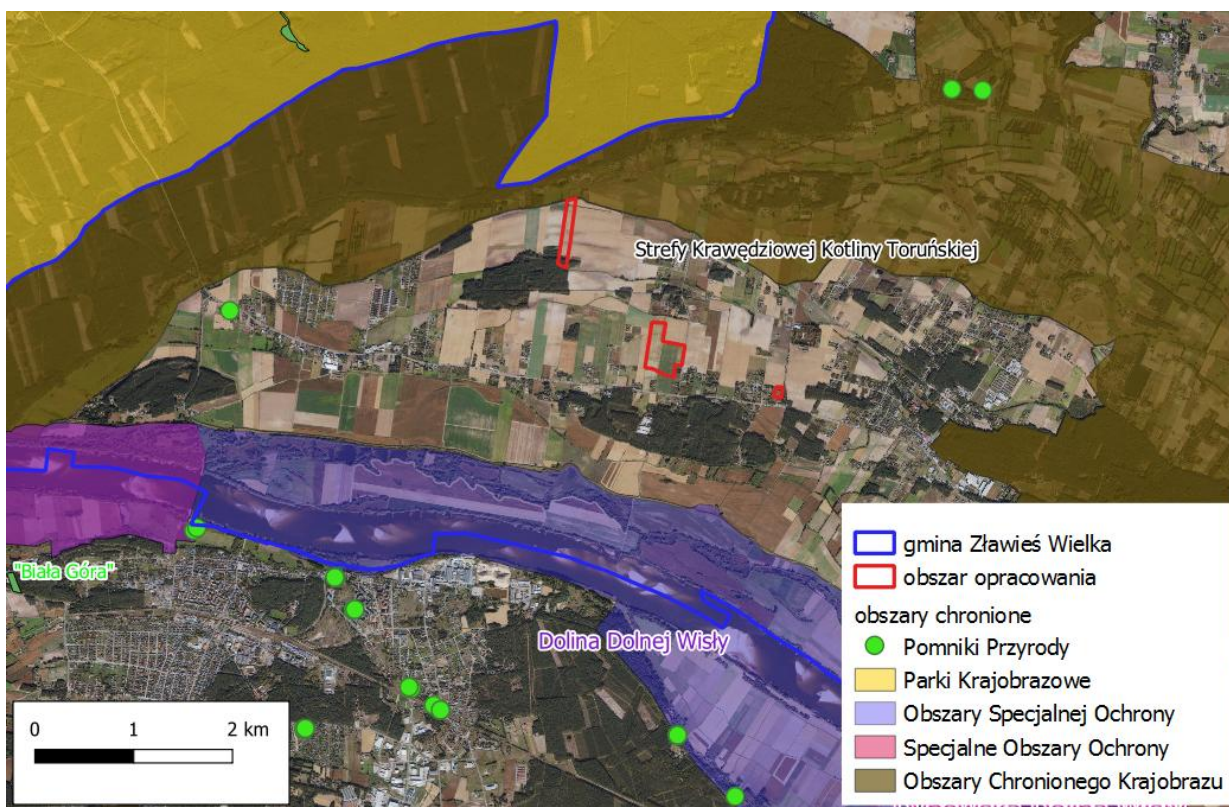 Strefy Krawędziowej Kotliny Toruńskiej
"Biała Góra"
Dolina Dolnej Wisły
0 1 2 km
gmina Zławieś Wielka
obszar opracowania
obszary chronione
Pomniki Przyrody
Parki Krajobrazowe
Obszary Specjalnej Ochrony
Specjalne Obszary Ochrony
Obszary Chronionego Krajobrazu